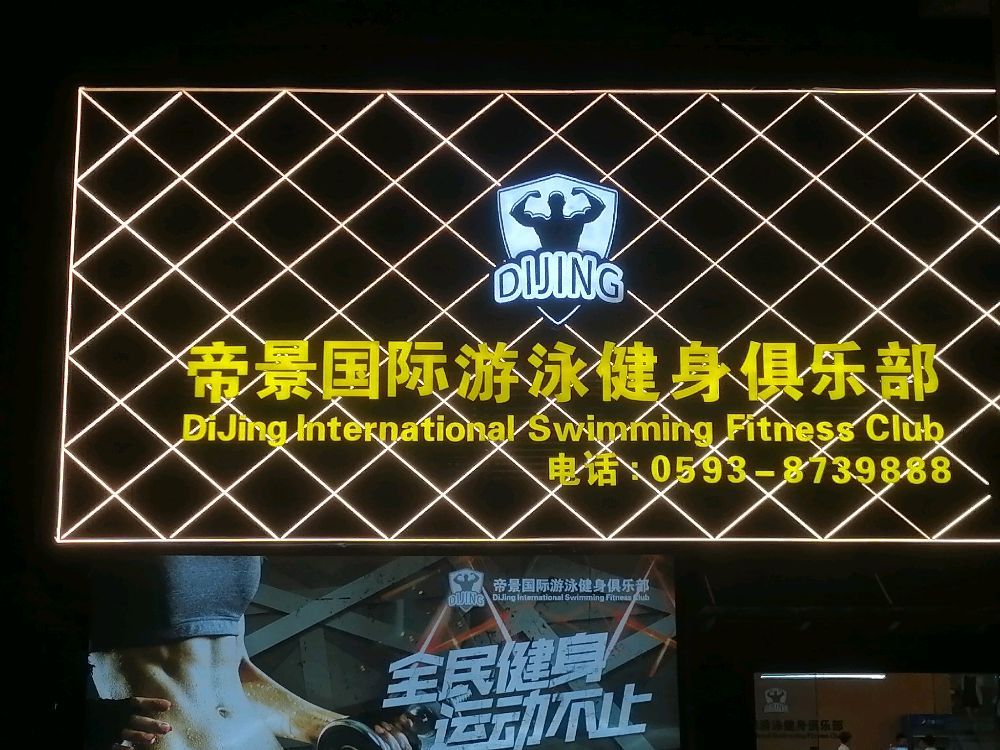 DIJING
帝景国际游泳健身俱乐部
DiJing International Swimming Fitness Club
电话:0593-8739888
DIJING
帝景国际游泳健身俱乐部
DiJing International Swimming Fitness Club
全民健身
运动不止
DIJING
游泳健身俱乐部